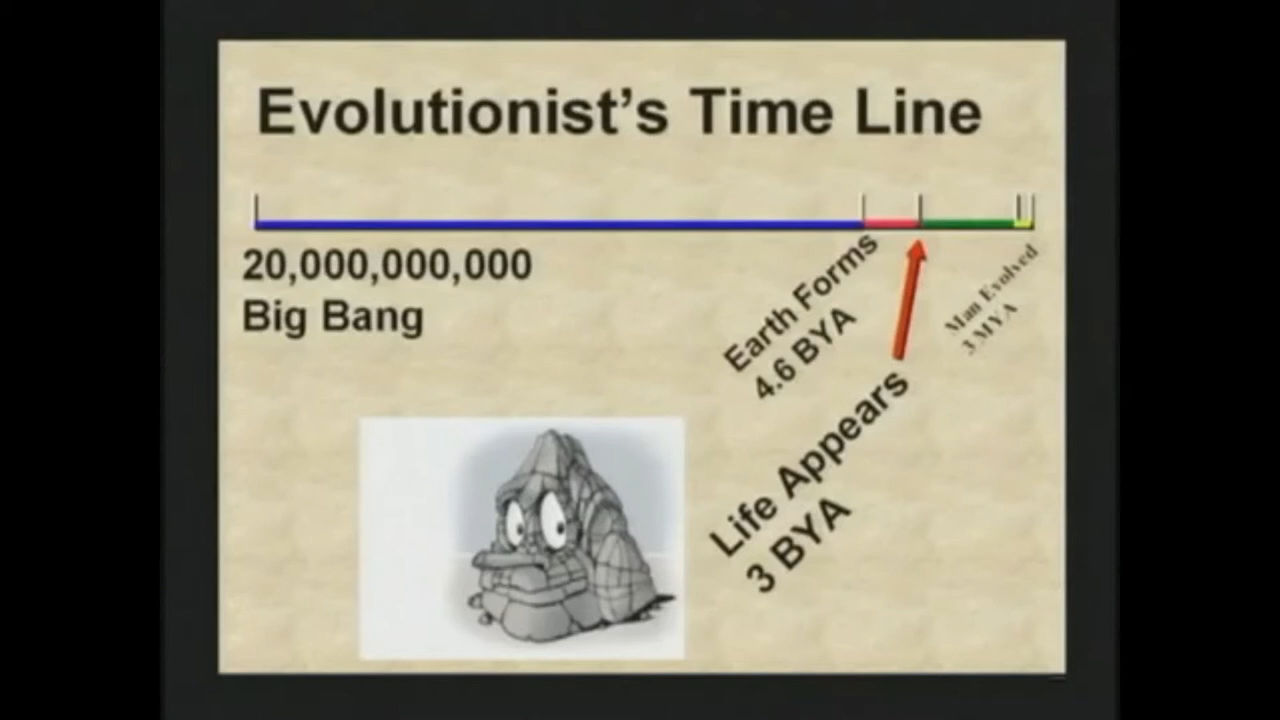 Evolutionist's Time Line
20,000,000,000
Big Bang
Earth Forms
4.6 BYA
Life Appears
3 BYA
Man Evolved
3 MYA